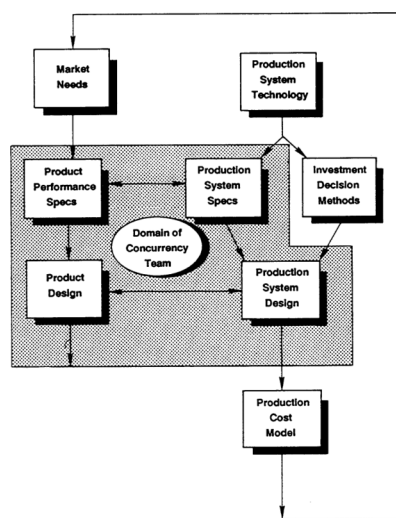 Market
Needs
Production
System
Technology
Product
Performance
Specs
Production
System
Specs
Investment
Decision
Methods
Domain of
Concurrency
Team
Product
Design
Production
System
Design
Production
Cost
Model